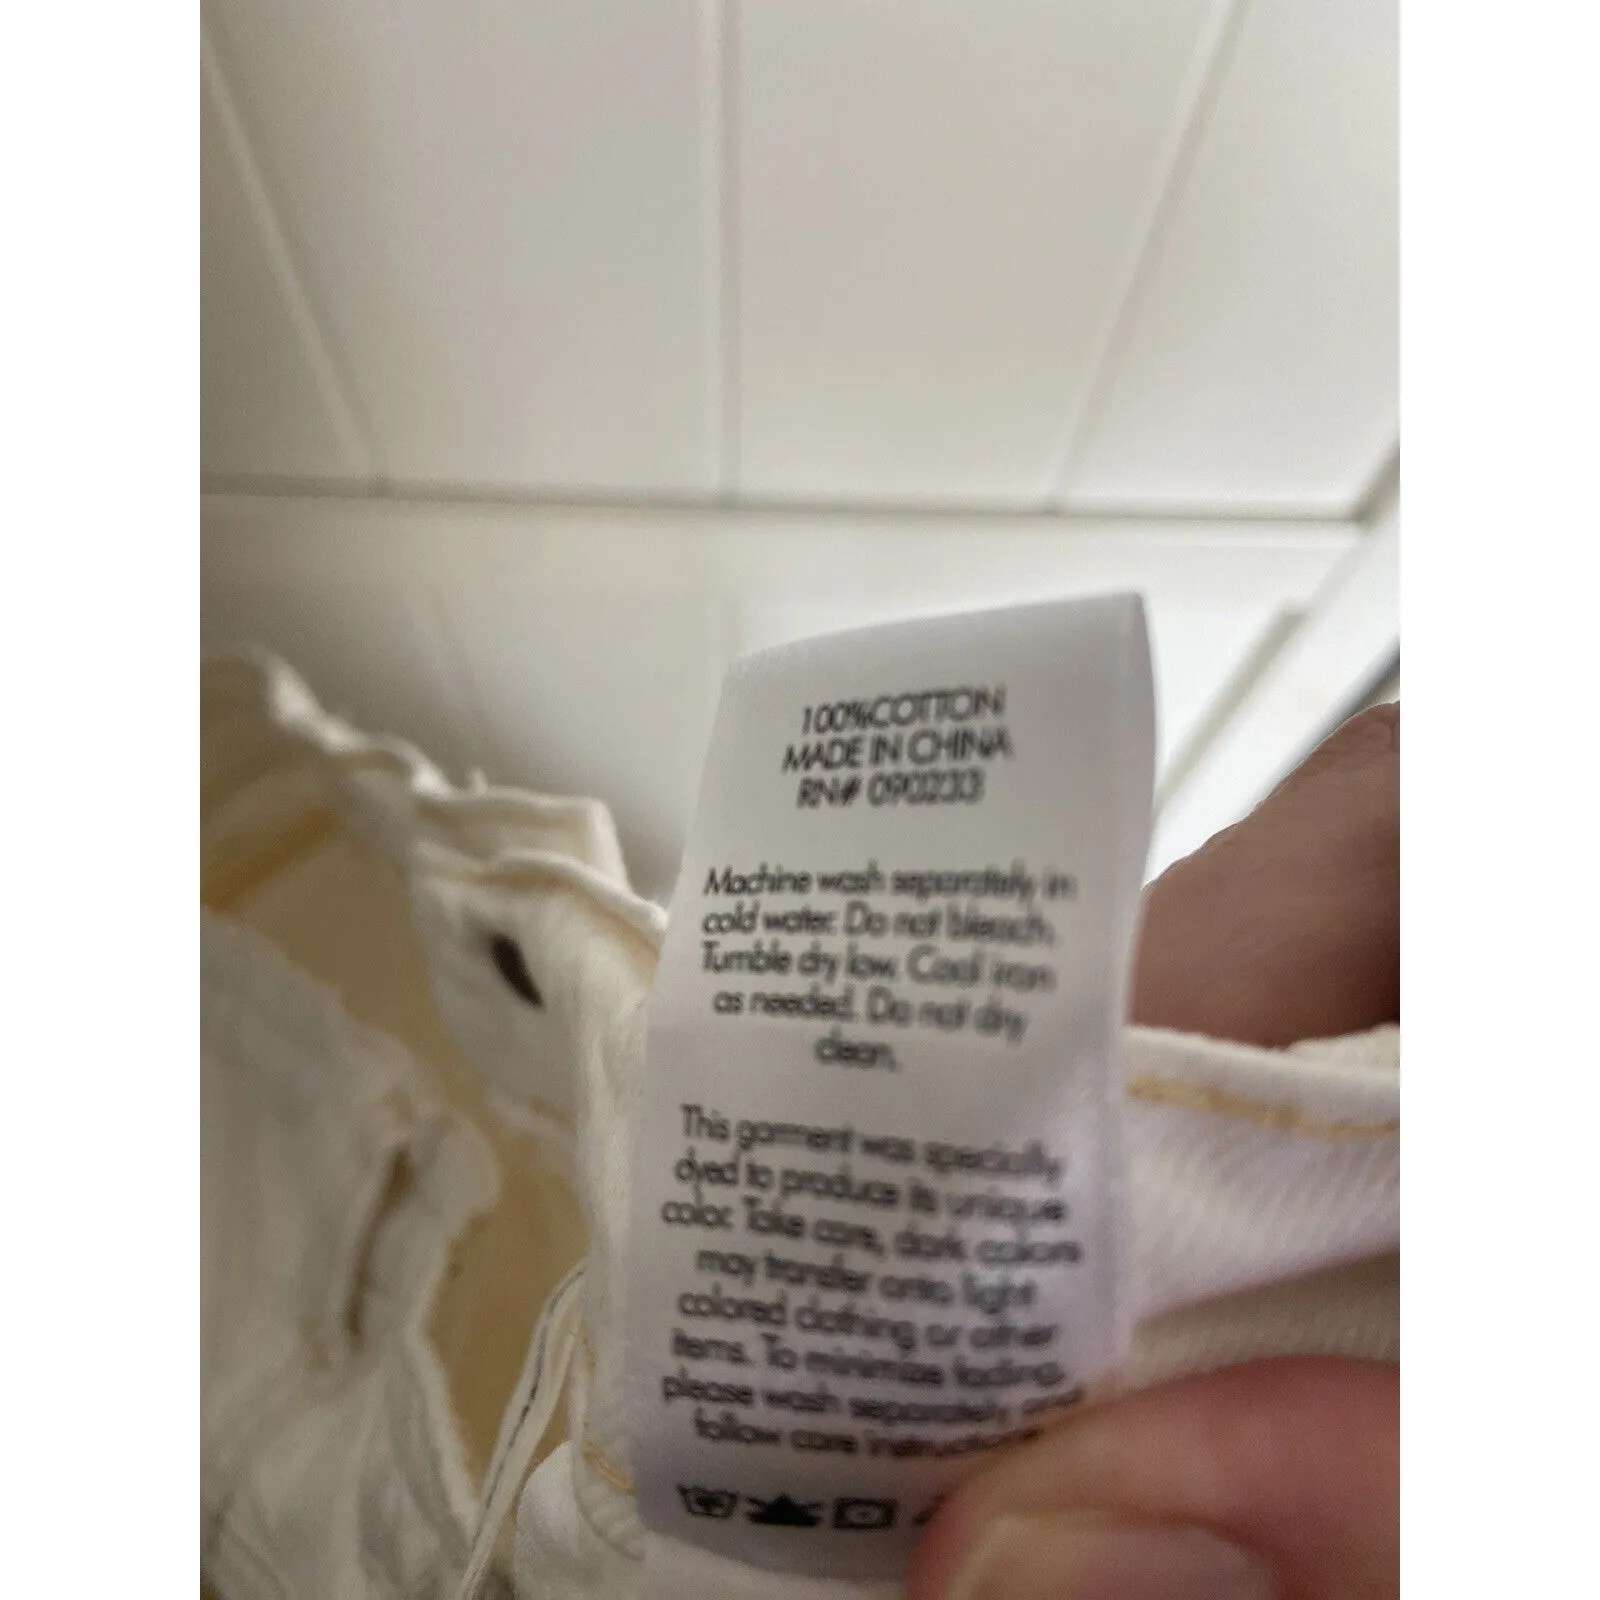 100%COTTON
MADE IN CHINA
RN# 090233
Machine wash separately in
cold water. Do not bleach.
Tumble dry low. Cool iron
as needed. Do not dry
clean.
This garment was specially
dyed to produce its unique
color. Take care, dark colors
may transfer onto light
colored clothing or other
items. To minimize fading,
please wash separately and
follow care instructio